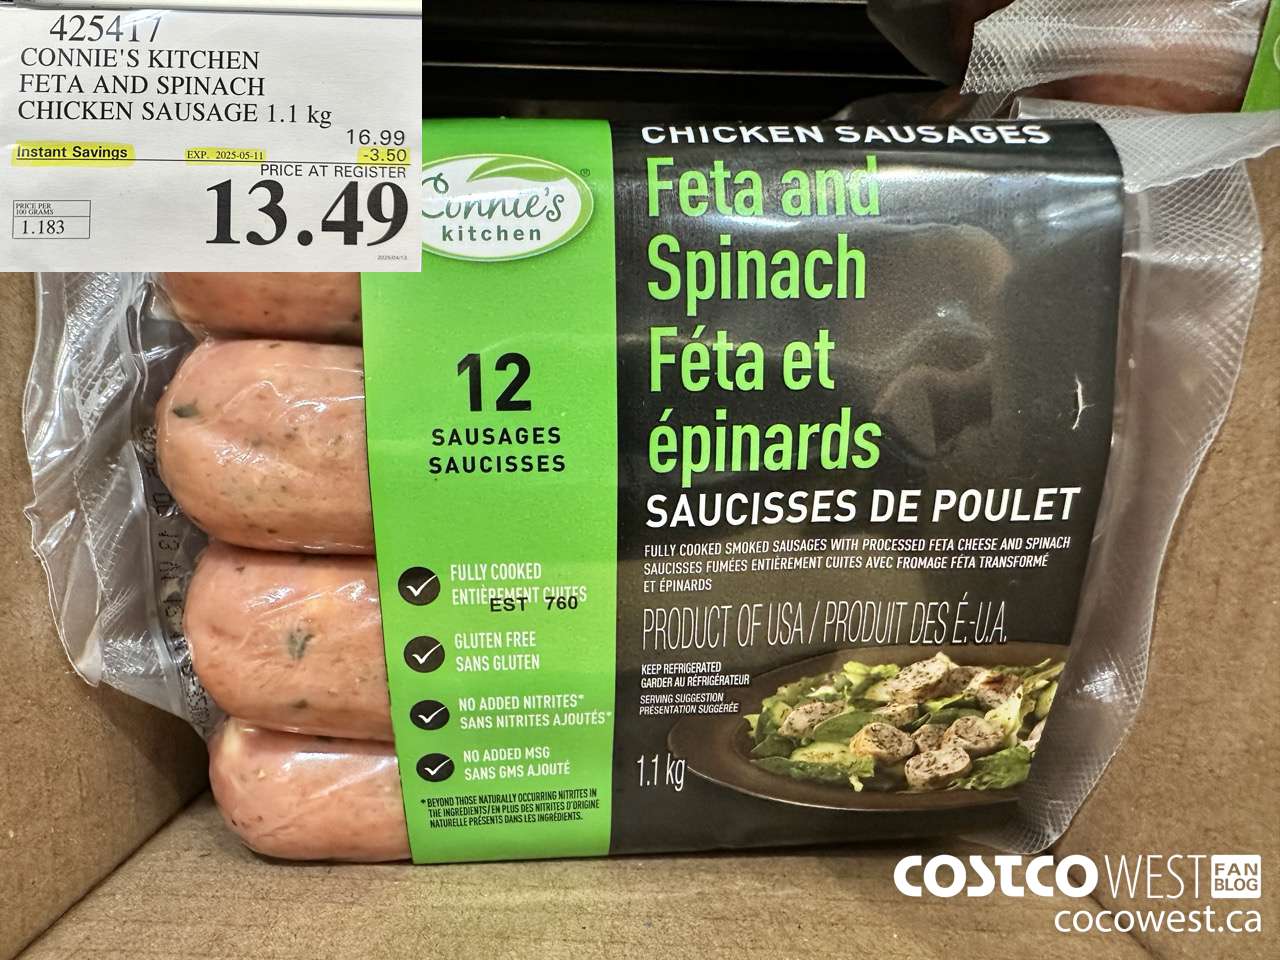 425417
CONNIE'S KITCHEN
FETA AND SPINACH
CHICKEN SAUSAGE 1.1 kg
16.99
Instant Savings EXP. 2025-05-11 -3.50
PRICE AT REGISTER
13.49
PRICE PER
100 GRAMS
1.183
2025/04/13
Connie's®
kitchen
12
SAUSAGES
SAUCISSES
FULLY COOKED
ENTIÈREMENT CUITES
EST 760
GLUTEN FREE
SANS GLUTEN
NO ADDED NITRITES*
SANS NITRITES AJOUTÉS*
NO ADDED MSG
SANS GMS AJOUTÉ
*BEYOND THOSE NATURALLY OCCURRING NITRITES IN
THE INGREDIENTS/EN PLUS DES NITRITES D'ORIGINE
NATURELLE PRÉSENTS DANS LES INGRÉDIENTS.
CHICKEN SAUSAGES
Feta and
Spinach
Féta et
épinards
SAUCISSES DE POULET
FULLY COOKED SMOKED SAUSAGES WITH PROCESSED FETA CHEESE AND SPINACH
SAUCISSES FUMÉES ENTIÈREMENT CUITES AVEC FROMAGE FÉTA TRANSFORMÉ
ET ÉPINARDS
PRODUCT OF USA / PRODUIT DES É.-U.A.
KEEP REFRIGERATED
GARDER AU RÉFRIGÉRATEUR
SERVING SUGGESTION
PRÉSENTATION SUGGÉRÉE
1.1 kg
COSTCO WEST FAN
BLOG
cocowest.ca